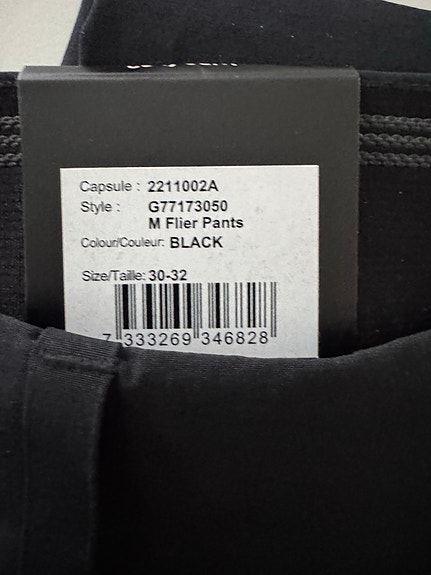 Capsule : 2211002A
Style : G77173050
M Flier Pants
Colour/Couleur: BLACK
Size/Taille: 30-32
7 333269 346828